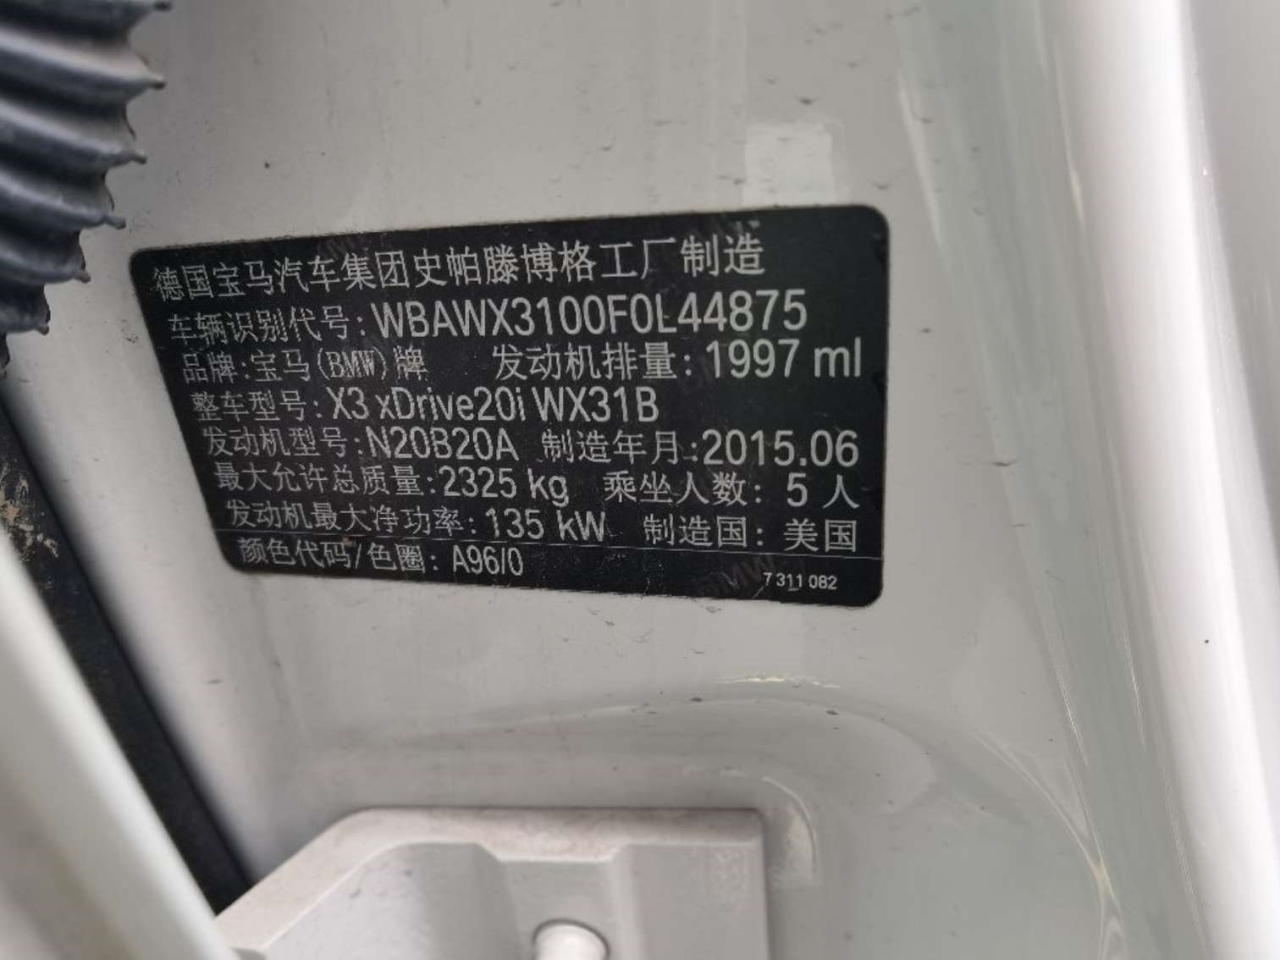 德国宝马汽车集团史帕滕博格工厂制造
车辆识别代号: WBAWX3100F0L44875
品牌: 宝马(BMW)牌 发动机排量: 1997 ml
整车型号: X3 xDrive20i WX31B
发动机型号: N20B20A 制造年月: 2015.06
最大允许总质量: 2325 kg 乘坐人数: 5 人
发动机最大净功率: 135 kW 制造国: 美国
颜色代码/色圈: A96/0
7 311 082